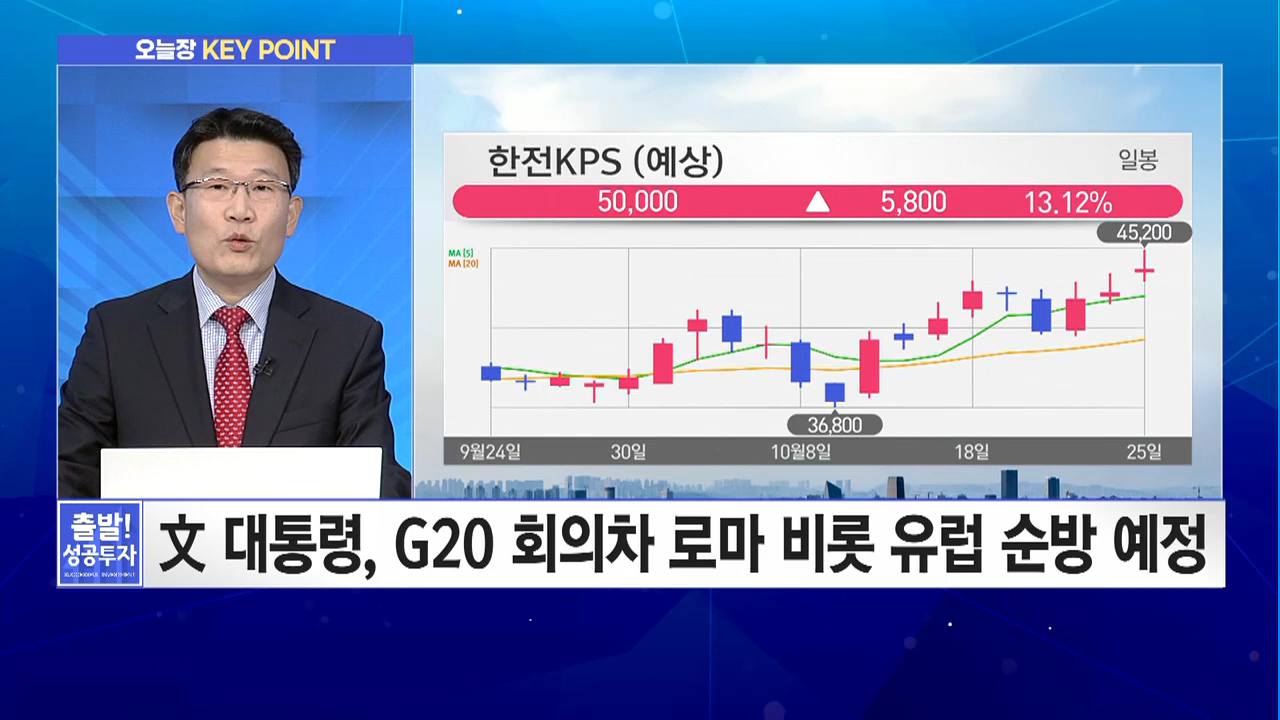 오늘장 KEY POINT
한전KPS (예상)
일봉
50,000 ▲ 5,800 13.12%
45,200
MA [5]
MA [20]
36,800
9월24일 30일 10월8일 18일 25일
출발!
성공투자
文 대통령, G20 회의차 로마 비롯 유럽 순방 예정